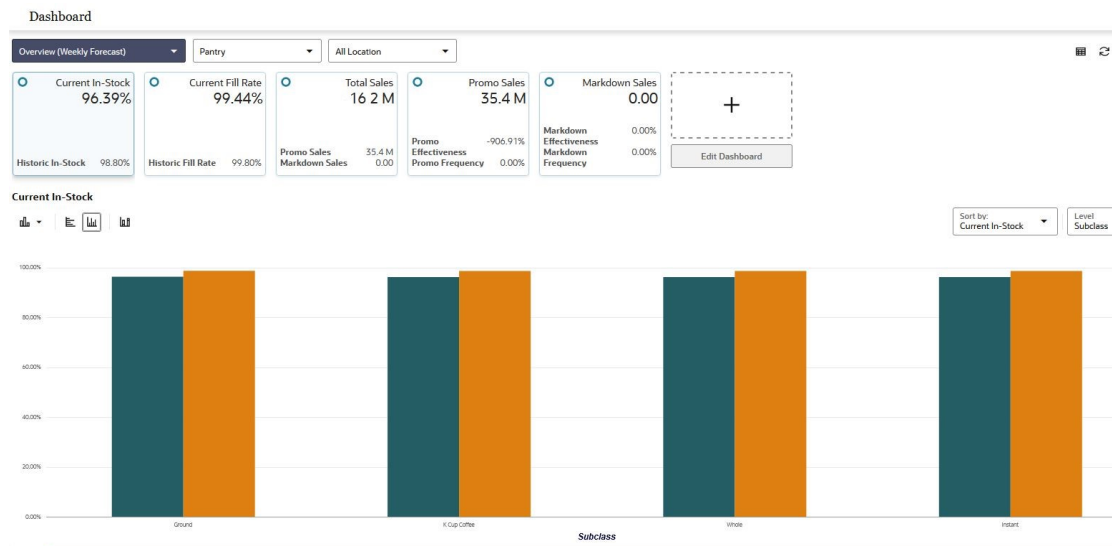 Dashboard
Overview (Weekly Forecast)
Pantry
All Location
Current In-Stock
96.39%
Historic In-Stock 98.80%
Current Fill Rate
99.44%
Historic Fill Rate 99.80%
Total Sales
16 2 M
Promo Sales 35.4 M
Markdown Sales 0.00
Promo Sales
35.4 M
Promo Effectiveness -906.91%
Promo Frequency 0.00%
Markdown Sales
0.00
Markdown Effectiveness 0.00%
Markdown Frequency 0.00%
+
Edit Dashboard
Current In-Stock
Sort by:
Current In-Stock
Level
Subclass
100.00%
80.00%
60.00%
40.00%
20.00%
0.00%
Ground
K Cup Coffee
Whole
Instant
Subclass